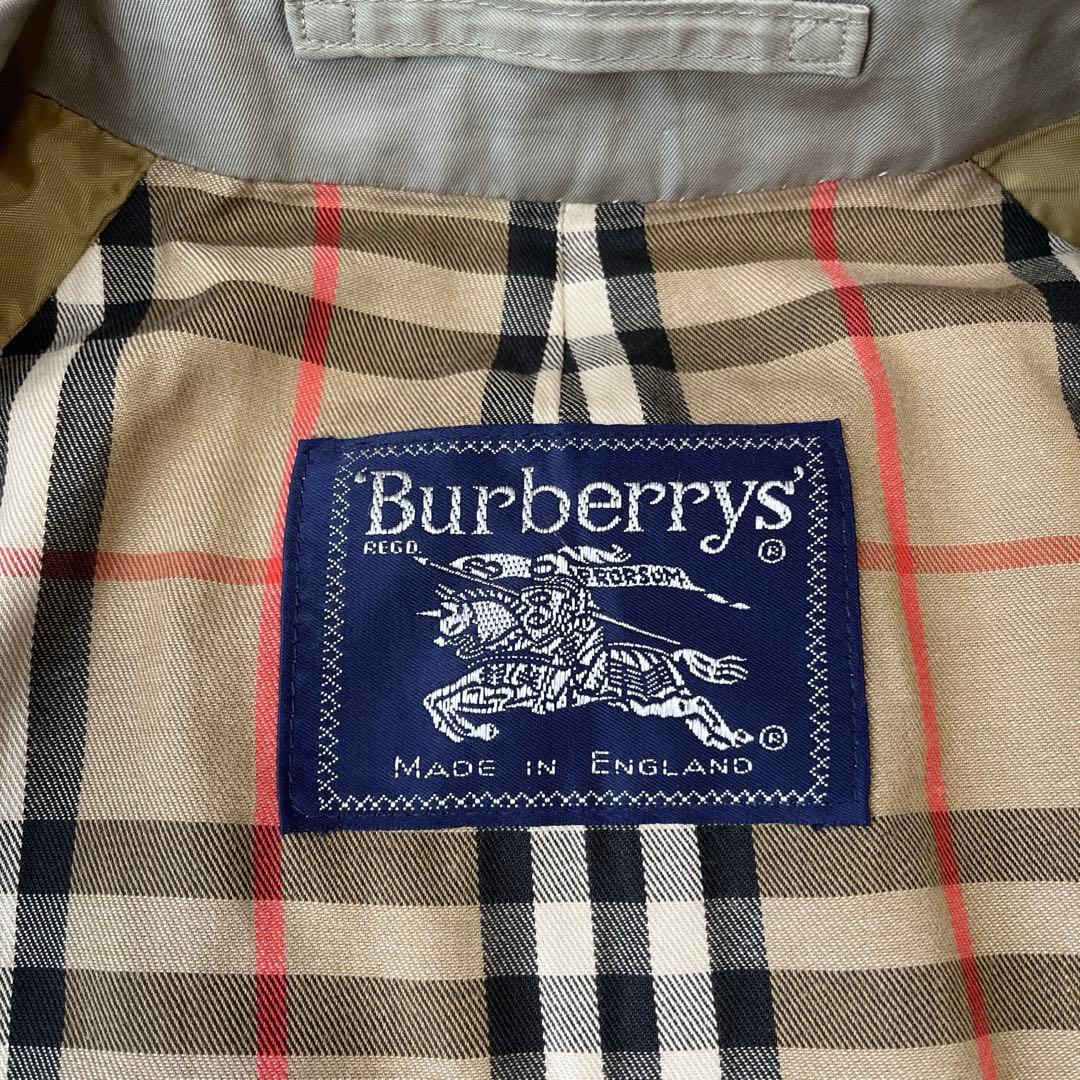 'Burberrys'
REGD. ®
PRORSUM
®
MADE IN ENGLAND